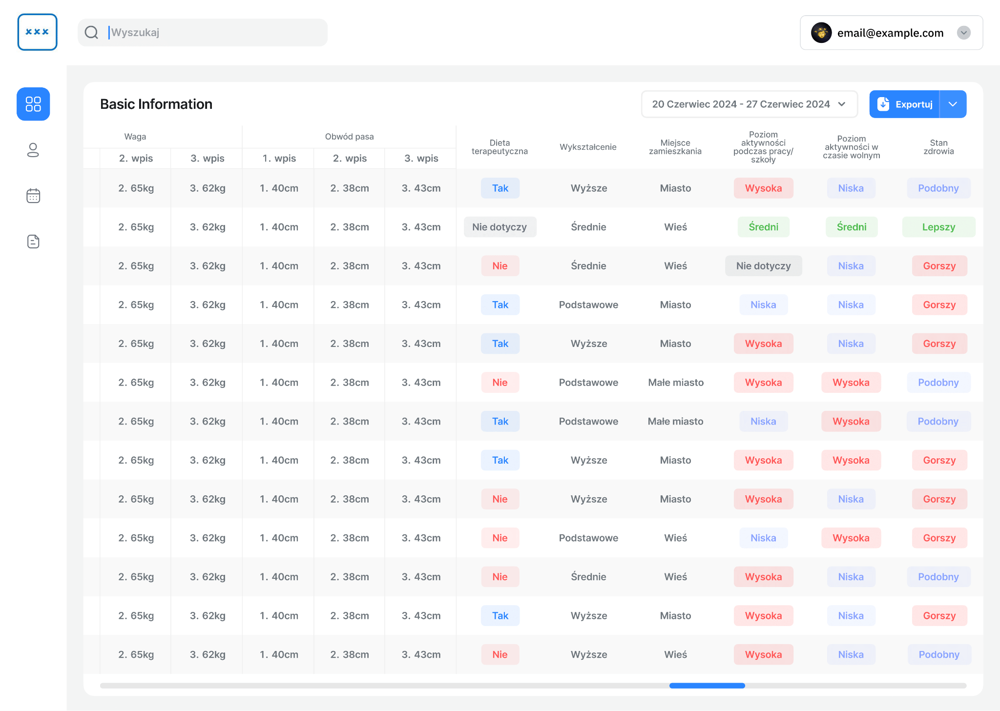 xxx
Wyszukaj
email@example.com
Basic Information
20 Czerwiec 2024 - 27 Czerwiec 2024
Exportuj
Waga
Obwód pasa
Dieta
terapeutyczna
Wykształcenie
Miejsce
zamieszkania
Poziom
aktywności
podczas pracy/
szkoły
Poziom
aktywności w
czasie wolnym
Stan
zdrowia
2. wpis 3. wpis 1. wpis 2. wpis 3. wpis
2. 65kg 3. 62kg 1. 40cm 2. 38cm 3. 43cm Tak Wyższe Miasto Wysoka Niska Podobny
2. 65kg 3. 62kg 1. 40cm 2. 38cm 3. 43cm Nie dotyczy Średnie Wieś Średni Średni Lepszy
2. 65kg 3. 62kg 1. 40cm 2. 38cm 3. 43cm Nie Średnie Wieś Nie dotyczy Niska Gorszy
2. 65kg 3. 62kg 1. 40cm 2. 38cm 3. 43cm Tak Podstawowe Miasto Niska Niska Gorszy
2. 65kg 3. 62kg 1. 40cm 2. 38cm 3. 43cm Tak Wyższe Miasto Wysoka Niska Gorszy
2. 65kg 3. 62kg 1. 40cm 2. 38cm 3. 43cm Nie Podstawowe Małe miasto Wysoka Wysoka Podobny
2. 65kg 3. 62kg 1. 40cm 2. 38cm 3. 43cm Tak Podstawowe Małe miasto Niska Wysoka Podobny
2. 65kg 3. 62kg 1. 40cm 2. 38cm 3. 43cm Tak Wyższe Miasto Wysoka Wysoka Gorszy
2. 65kg 3. 62kg 1. 40cm 2. 38cm 3. 43cm Nie Wyższe Miasto Wysoka Niska Gorszy
2. 65kg 3. 62kg 1. 40cm 2. 38cm 3. 43cm Nie Podstawowe Wieś Niska Wysoka Gorszy
2. 65kg 3. 62kg 1. 40cm 2. 38cm 3. 43cm Nie Średnie Wieś Wysoka Niska Podobny
2. 65kg 3. 62kg 1. 40cm 2. 38cm 3. 43cm Tak Wyższe Miasto Wysoka Niska Gorszy
2. 65kg 3. 62kg 1. 40cm 2. 38cm 3. 43cm Nie Wyższe Wieś Wysoka Niska Podobny